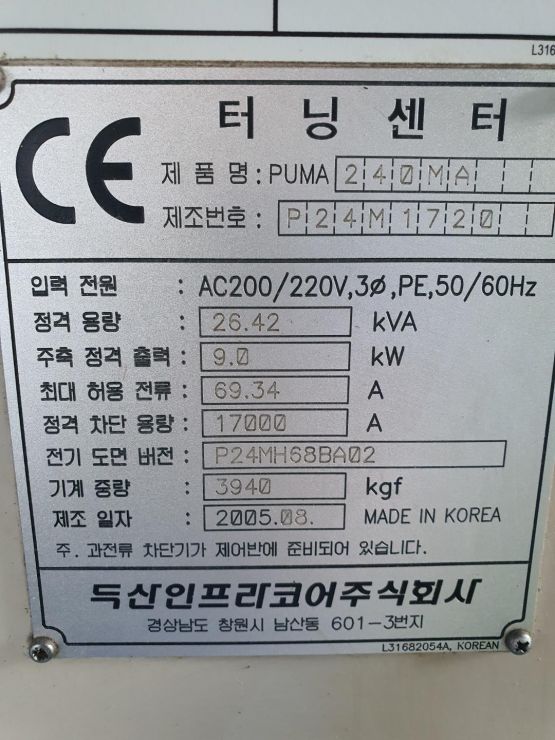 L316
CE
터 닝 센 터
제 품 명 : PUMA 240MA
제조번호 : P24M1720
입력 전원 : AC200/220V,3ø,PE,50/60Hz
정격 용량 : 26.42 kVA
주축 정격 출력 : 9.0 kW
최대 허용 전류 : 69.34 A
정격 차단 용량 : 17000 A
전기 도면 버전 : P24MH68BA02
기계 중량 : 3940 kgf
제조 일자 : 2005.08. MADE IN KOREA
주. 과전류 차단기가 제어반에 준비되어 있습니다.
두산인프라코어주식회사
경상남도 창원시 남산동 601-3번지
L31682054A, KOREAN